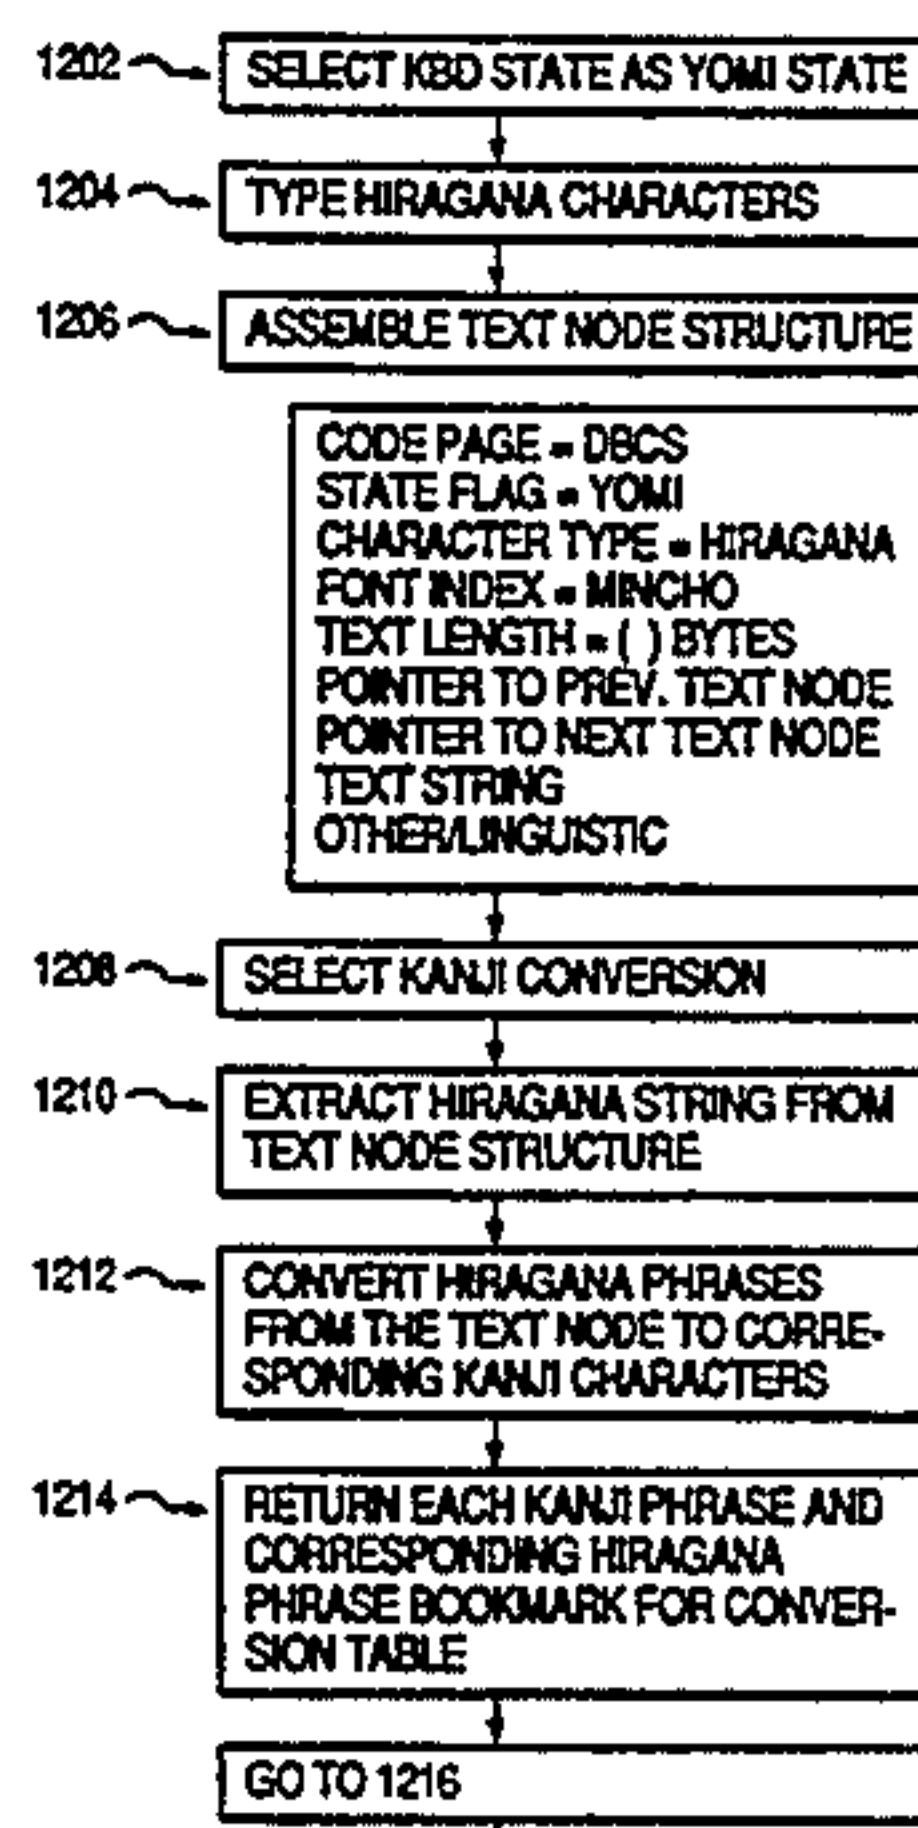 1202 SELECT KBD STATE AS YOMI STATE
1204 TYPE HIRAGANA CHARACTERS
1206 ASSEMBLE TEXT NODE STRUCTURE
CODE PAGE = DBCS
STATE FLAG = YOMI
CHARACTER TYPE = HIRAGANA
FONT INDEX = MINCHO
TEXT LENGTH = ( ) BYTES
POINTER TO PREV. TEXT NODE
POINTER TO NEXT TEXT NODE
TEXT STRING
OTHER/LINGUISTIC
1208 SELECT KANJI CONVERSION
1210 EXTRACT HIRAGANA STRING FROM
TEXT NODE STRUCTURE
1212 CONVERT HIRAGANA PHRASES
FROM THE TEXT NODE TO CORRE-
SPONDING KANJI CHARACTERS
1214 RETURN EACH KANJI PHRASE AND
CORRESPONDING HIRAGANA
PHRASE BOOKMARK FOR CONVER-
SION TABLE
GO TO 1216